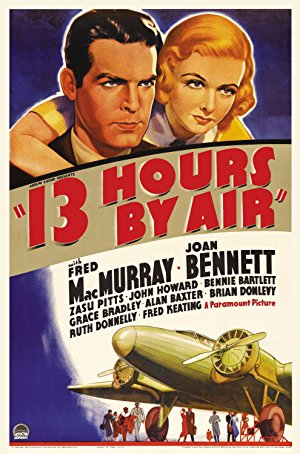 "13 HOURS
BY AIR"
with
FRED
MacMURRAY · JOAN BENNETT
ZASU PITTS · JOHN HOWARD · BENNIE BARTLETT
GRACE BRADLEY · ALAN BAXTER · BRIAN DONLEVY
RUTH DONNELLY · FRED KEATING · A Paramount Picture